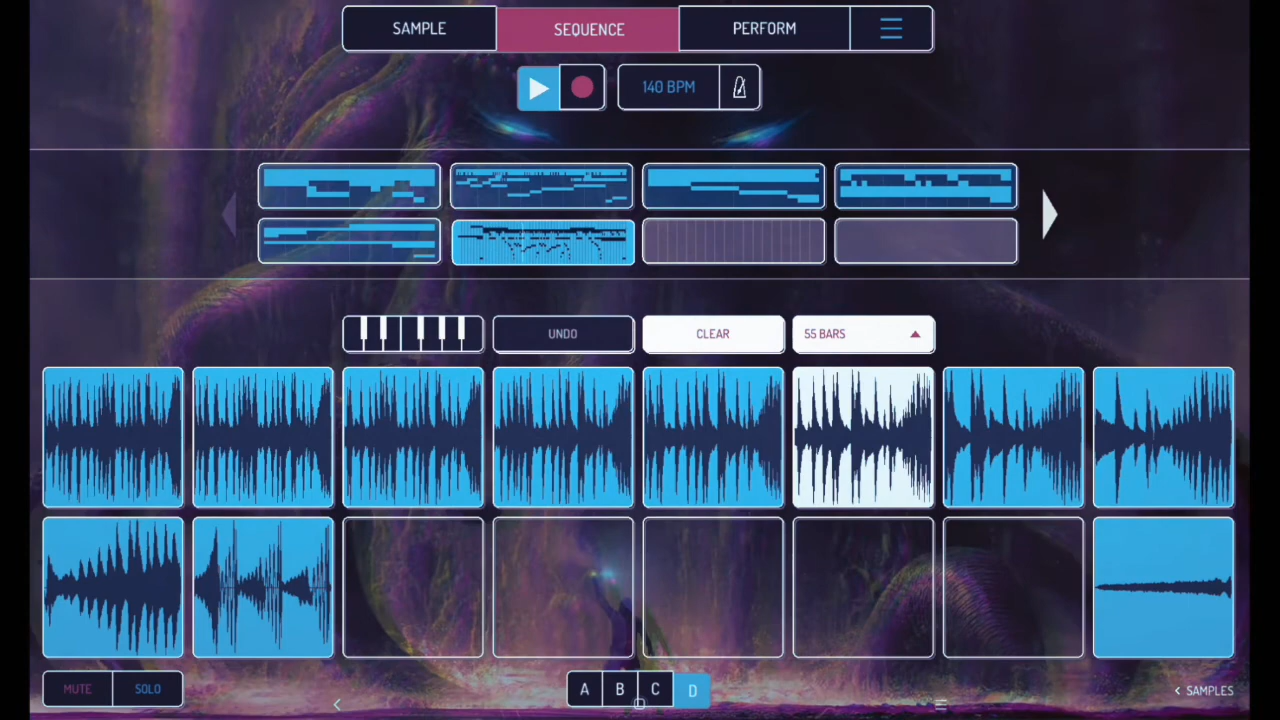 SAMPLE SEQUENCE PERFORM
140 BPM
UNDO CLEAR 55 BARS
MUTE SOLO A B C D < SAMPLES